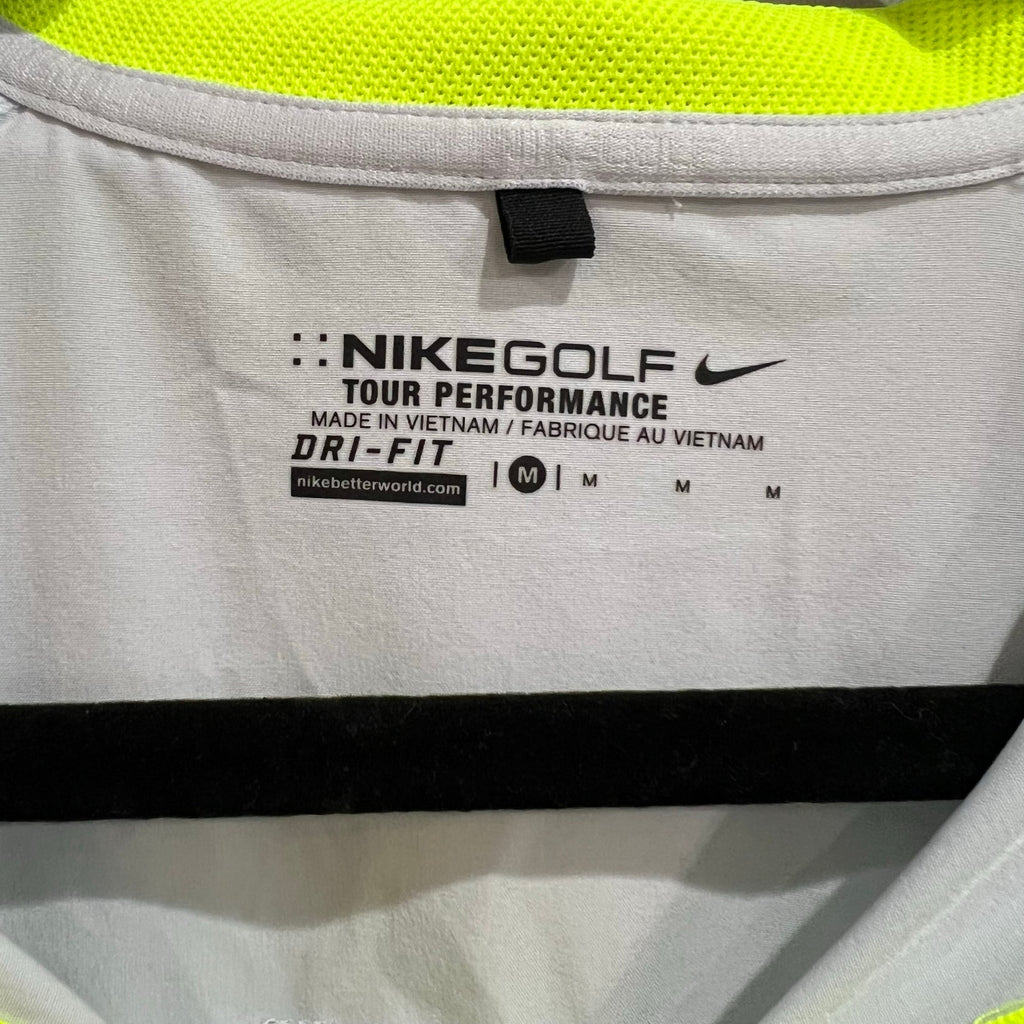 NIKEGOLF
TOUR PERFORMANCE
MADE IN VIETNAM / FABRIQUE AU VIETNAM
DRI-FIT
nikebetterworld.com
| M | M M M